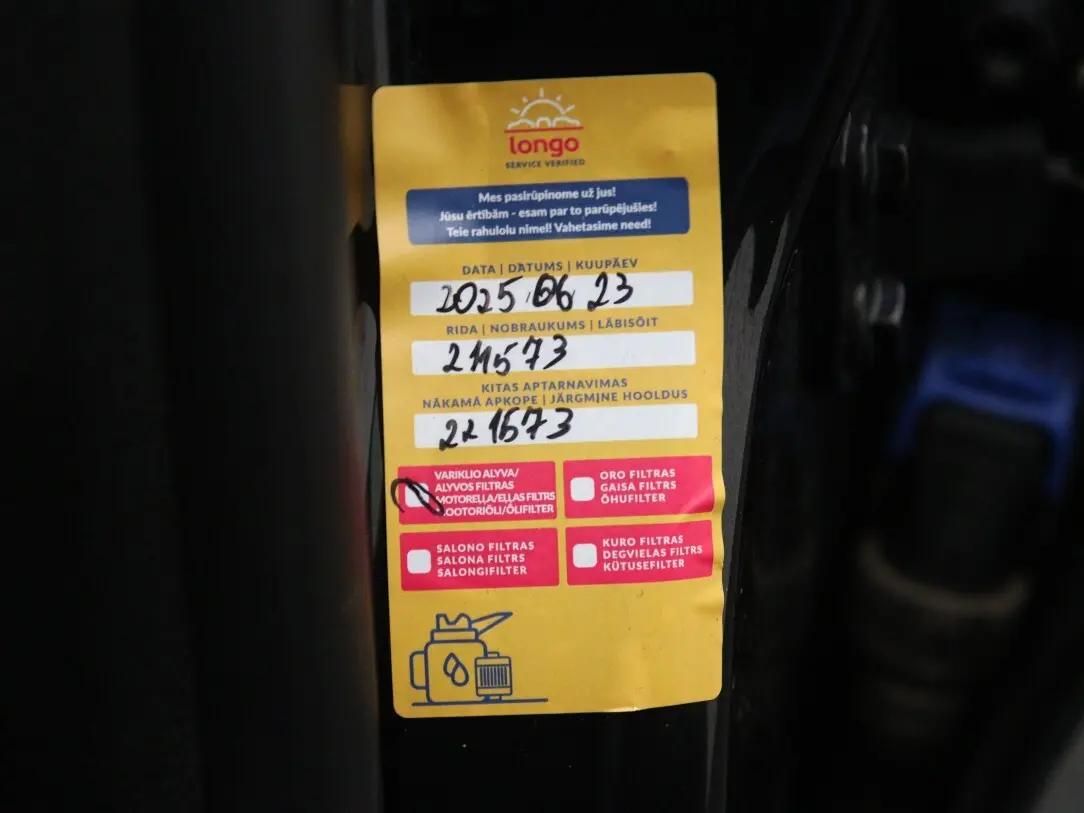 longo
SERVICE VERIFIED
Mes pasirūpinome už jus!
Jūsu ērtībām - esam par to parūpējušies!
Teie rahulolu nimel! Vahetasime need!
DATA | DATUMS | KUUPÄEV
2025.06.23
RIDA | NOBRAUKUMS | LÄBISÕIT
211573
KITAS APTARNAVIMAS
NĀKAMĀ APKOPE | JÄRGMINE HOOLDUS
221573
VARIKLIO ALYVA/
ALYVOS FILTRAS
MOTOREĻĻA/EĻĻAS FILTRS
MOOTORIÕLI/ÕLIFILTER
ORO FILTRAS
GAISA FILTRS
ÕHUFILTER
SALONO FILTRAS
SALONA FILTRS
SALONGIFILTER
KURO FILTRAS
DEGVIELAS FILTRS
KÜTUSEFILTER